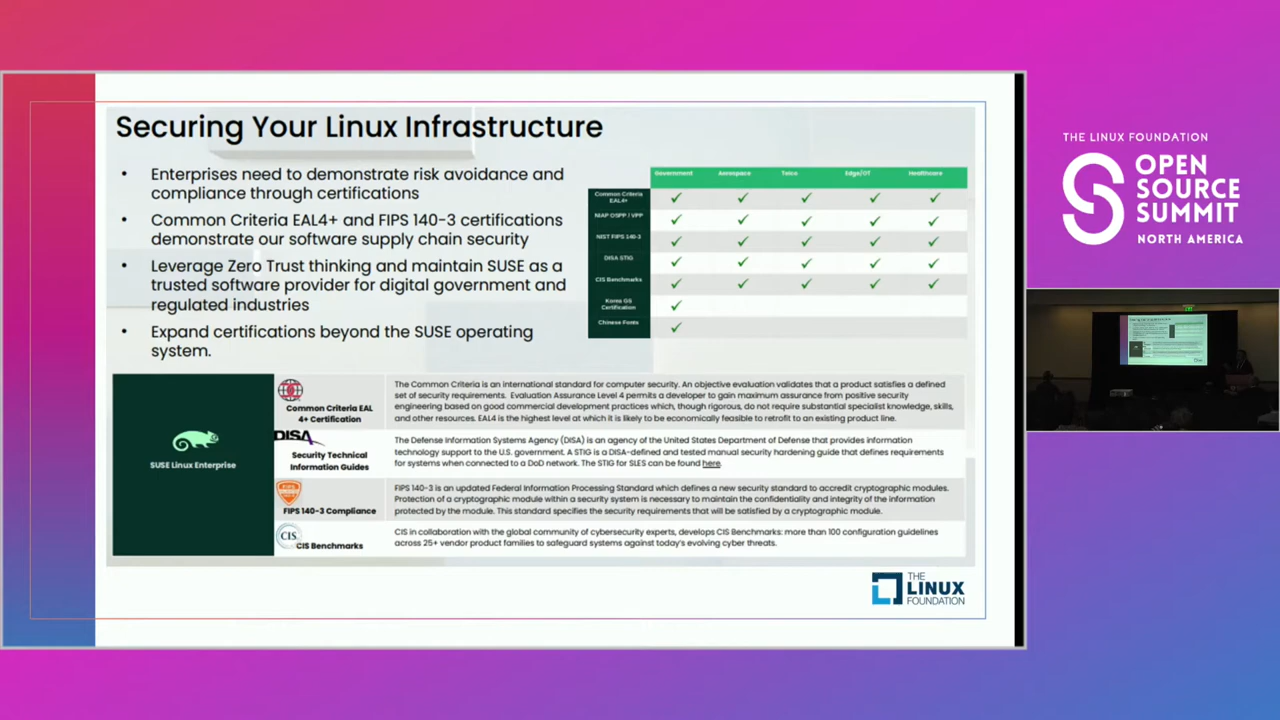 Securing Your Linux Infrastructure
• Enterprises need to demonstrate risk avoidance and
compliance through certifications
• Common Criteria EAL4+ and FIPS 140-3 certifications
demonstrate our software supply chain security
• Leverage Zero Trust thinking and maintain SUSE as a
trusted software provider for digital government and
regulated industries
• Expand certifications beyond the SUSE operating
system.
Government Aerospace Telco Edge/OT Healthcare
Common Criteria
EAL4+ ✓ ✓ ✓ ✓ ✓
NIAP OSPP / VPP ✓ ✓ ✓ ✓ ✓
NIST FIPS 140-3 ✓ ✓ ✓ ✓ ✓
DISA STIG ✓ ✓ ✓ ✓ ✓
CIS Benchmarks ✓ ✓ ✓ ✓ ✓
Korea GS
Certification ✓
Chinese Fonts ✓
SUSE Linux Enterprise
Common Criteria EAL
4+ Certification
The Common Criteria is an international standard for computer security. An objective evaluation validates that a product satisfies a defined
set of security requirements. Evaluation Assurance Level 4 permits a developer to gain maximum assurance from positive security
engineering based on good commercial development practices which, though rigorous, do not require substantial specialist knowledge, skills,
and other resources. EAL4 is the highest level at which it is likely to be economically feasible to retrofit to an existing product line.
DISA
Security Technical
Information Guides
The Defense Information Systems Agency (DISA) is an agency of the United States Department of Defense that provides information
technology support to the U.S. government. A STIG is a DISA-defined and tested manual security hardening guide that defines requirements
for systems when connected to a DoD network. The STIG for SLES can be found here.
FIPS
FIPS 140-3 Compliance
FIPS 140-3 is an updated Federal Information Processing Standard which defines a new security standard to accredit cryptographic modules.
Protection of a cryptographic module within a security system is necessary to maintain the confidentiality and integrity of the information
protected by the module. This standard specifies the security requirements that will be satisfied by a cryptographic module.
CIS
CIS Benchmarks
CIS in collaboration with the global community of cybersecurity experts, develops CIS Benchmarks: more than 100 configuration guidelines
across 25+ vendor product families to safeguard systems against today's evolving cyber threats.
THE
LINUX
FOUNDATION
THE LINUX FOUNDATION
OPEN
SOURCE
SUMMIT
NORTH AMERICA